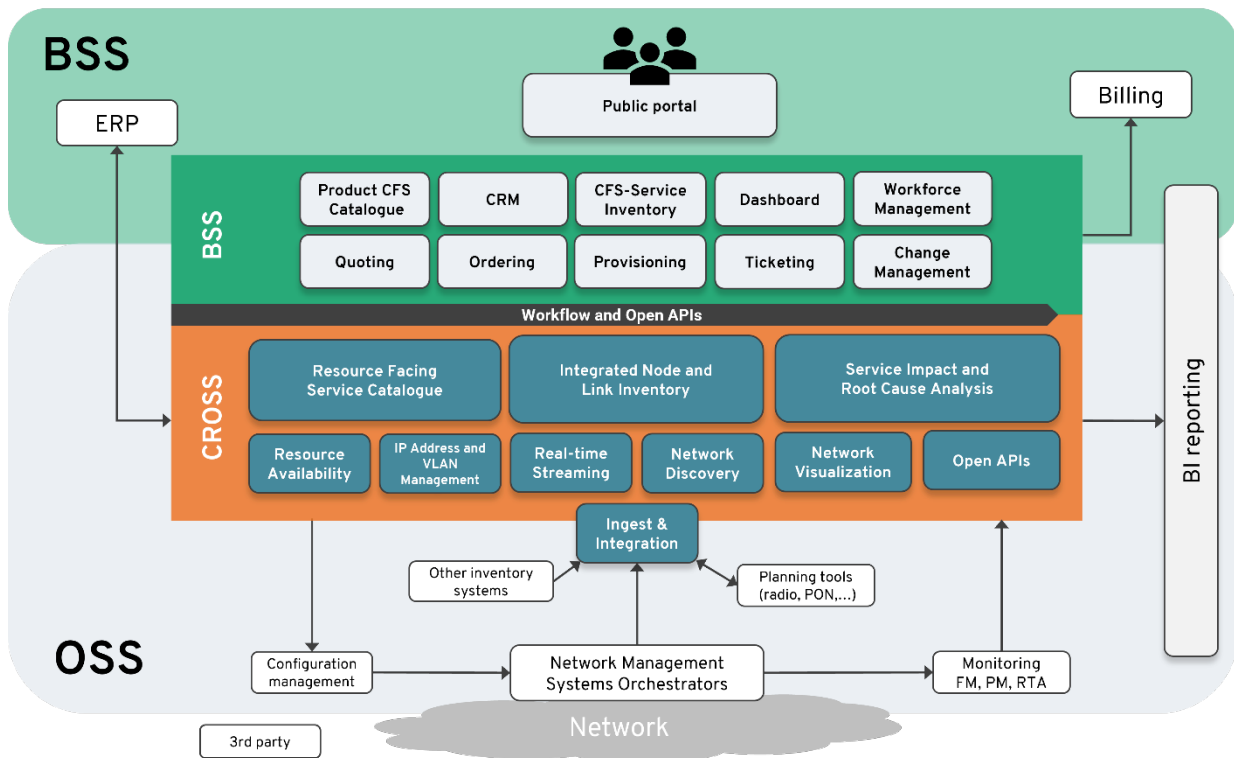 BSS
Public portal
ERP
Billing
BSS
Product CFS
Catalogue
CRM
CFS-Service
Inventory
Dashboard
Workforce
Management
Quoting
Ordering
Provisioning
Ticketing
Change
Management
Workflow and Open APIs
CROSS
Resource Facing
Service Catalogue
Integrated Node and
Link Inventory
Service Impact and
Root Cause Analysis
Resource
Availability
IP Address and
VLAN
Management
Real-time
Streaming
Network
Discovery
Network
Visualization
Open APIs
BI reporting
Ingest &
Integration
Other inventory
systems
Planning tools
(radio, PON,...)
OSS
Configuration
management
Network Management
Systems Orchestrators
Monitoring
FM, PM, RTA
Network
3rd party